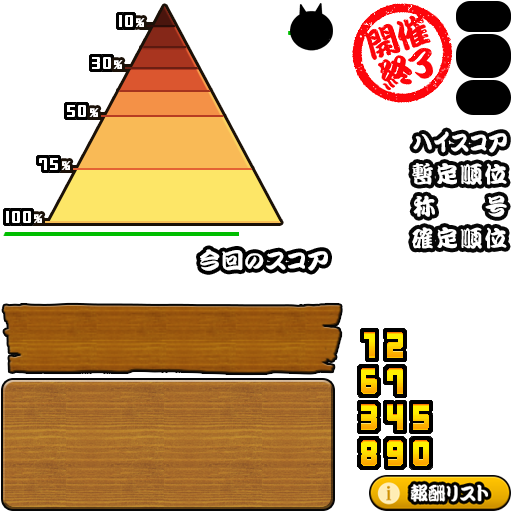 10%
30%
50%
75%
100%
開催
終了
ハイスコア
暫定順位
称　号
確定順位
今回のスコア
12
67
345
890
i 報酬リスト